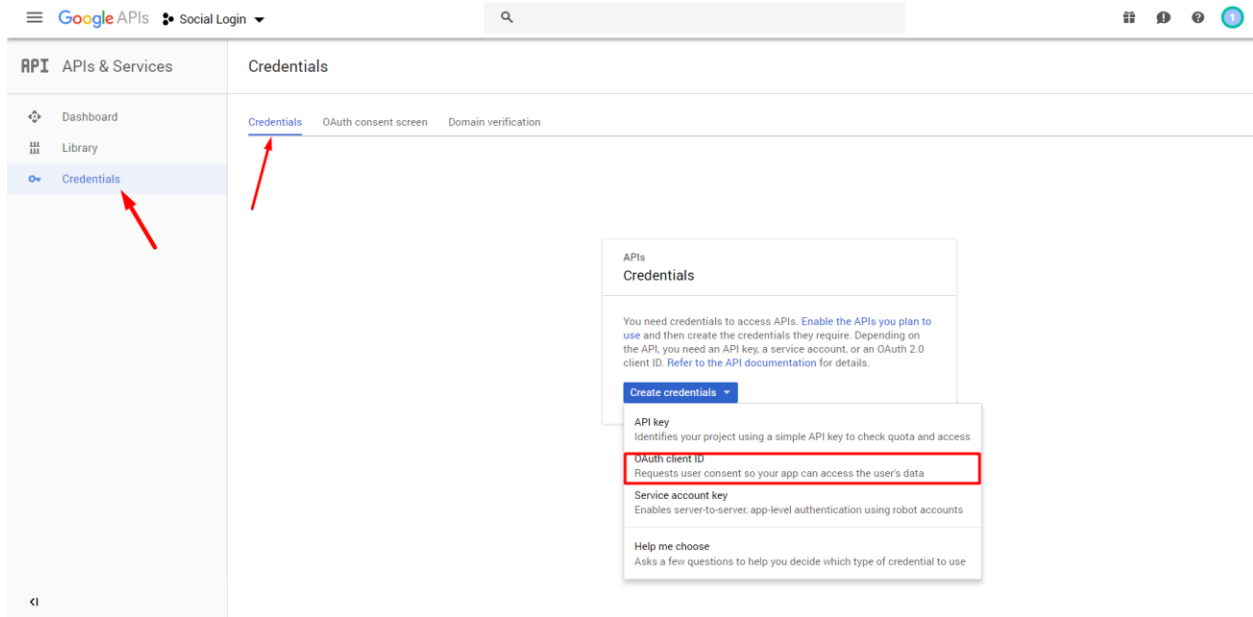 Google APIs Social Login
1
API APIs & Services
Credentials
Dashboard
Library
Credentials
Credentials OAuth consent screen Domain verification
APIs
Credentials
You need credentials to access APIs. Enable the APIs you plan to
use and then create the credentials they require. Depending on
the API, you need an API key, a service account, or an OAuth 2.0
client ID. Refer to the API documentation for details.
Create credentials
API key
Identifies your project using a simple API key to check quota and access
OAuth client ID
Requests user consent so your app can access the user's data
Service account key
Enables server-to-server, app-level authentication using robot accounts
Help me choose
Asks a few questions to help you decide which type of credential to use